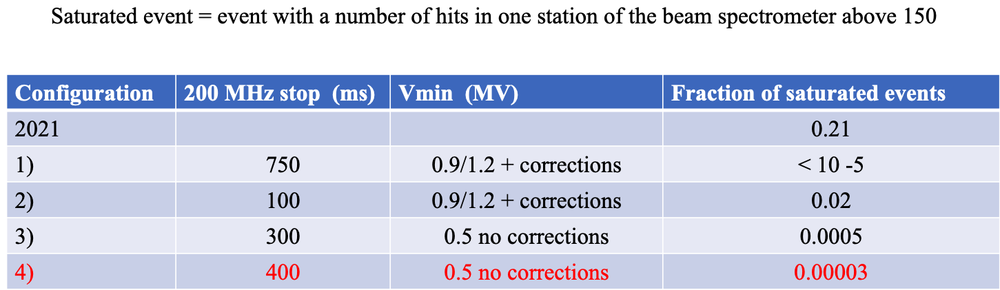 Saturated event = event with a number of hits in one station of the beam spectrometer above 150
Configuration 200 MHz stop (ms) Vmin (MV) Fraction of saturated events
2021 0.21
1) 750 0.9/1.2 + corrections < 10 -5
2) 100 0.9/1.2 + corrections 0.02
3) 300 0.5 no corrections 0.0005
4) 400 0.5 no corrections 0.00003